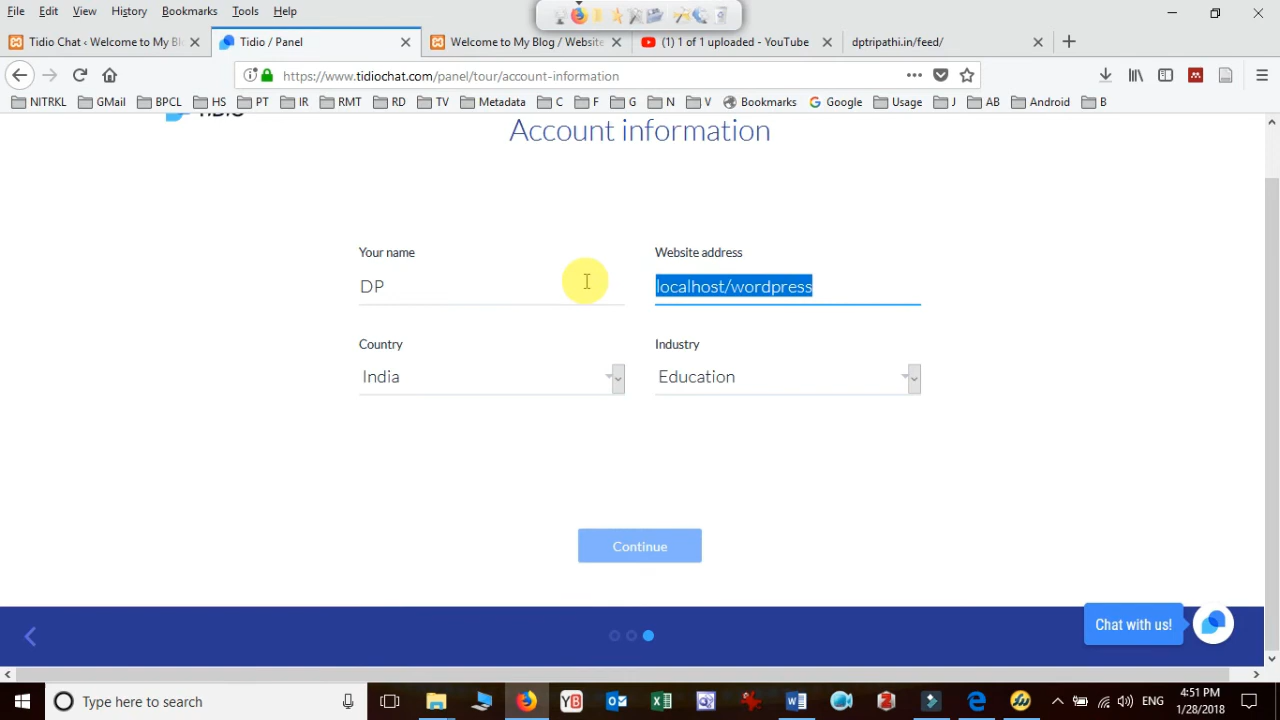 File Edit View History Bookmarks Tools Help
Tidio Chat ‹ Welcome to My Bl
Tidio / Panel
Welcome to My Blog / Website
(1) 1 of 1 uploaded - YouTube
dptripathi.in/feed/
https://www.tidiochat.com/panel/tour/account-information
NITRKL GMail BPCL HS PT IR RMT RD TV Metadata C F G N V Bookmarks Google Usage J AB Android B
TIDIO
Account information
Your name
Website address
DP
localhost/wordpress
Country
Industry
India
Education
Continue
Chat with us!
Type here to search
ENG
4:51 PM
1/28/2018